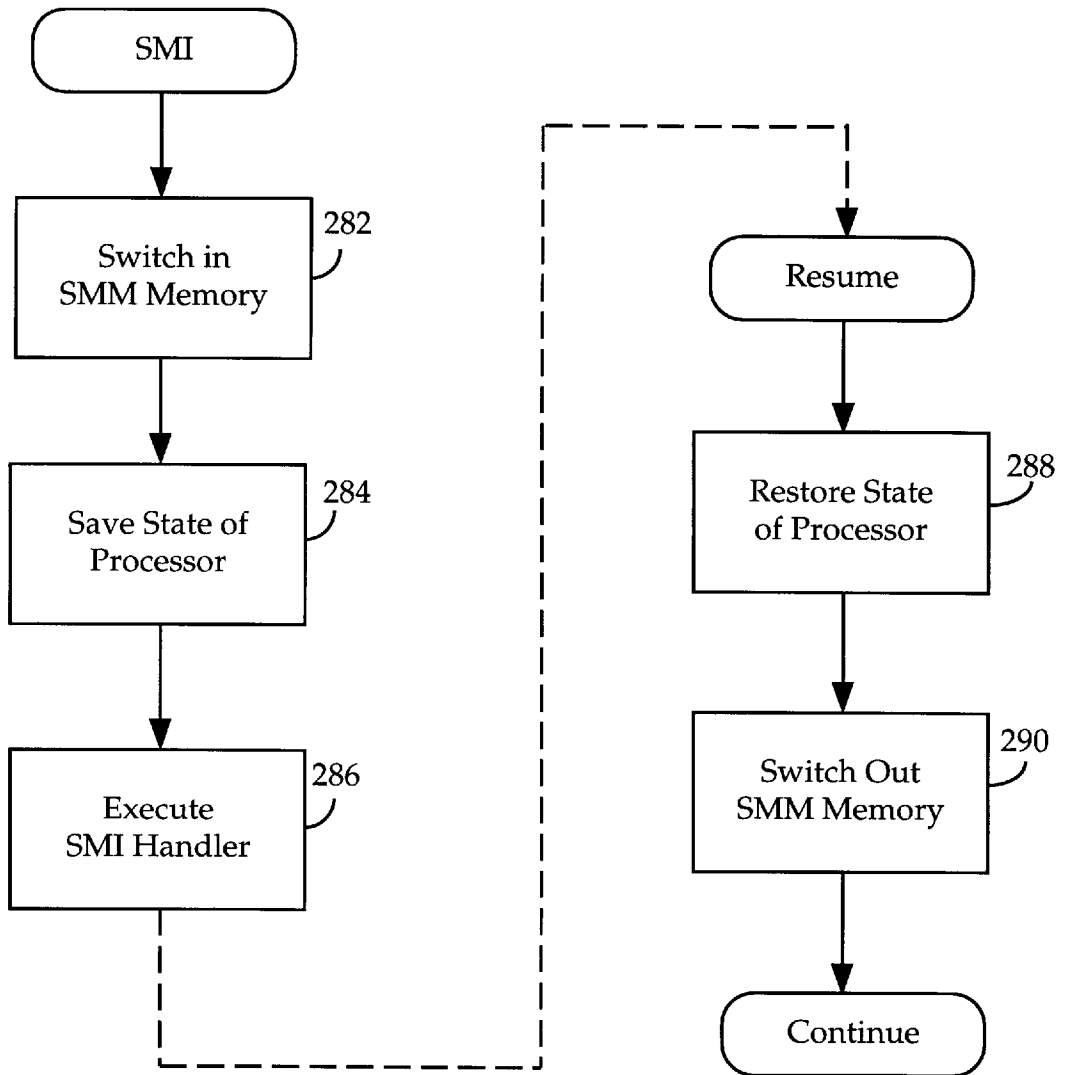 SMI
282
Switch in
SMM Memory
284
Save State of
Processor
286
Execute
SMI Handler
Resume
288
Restore State
of Processor
290
Switch Out
SMM Memory
Continue